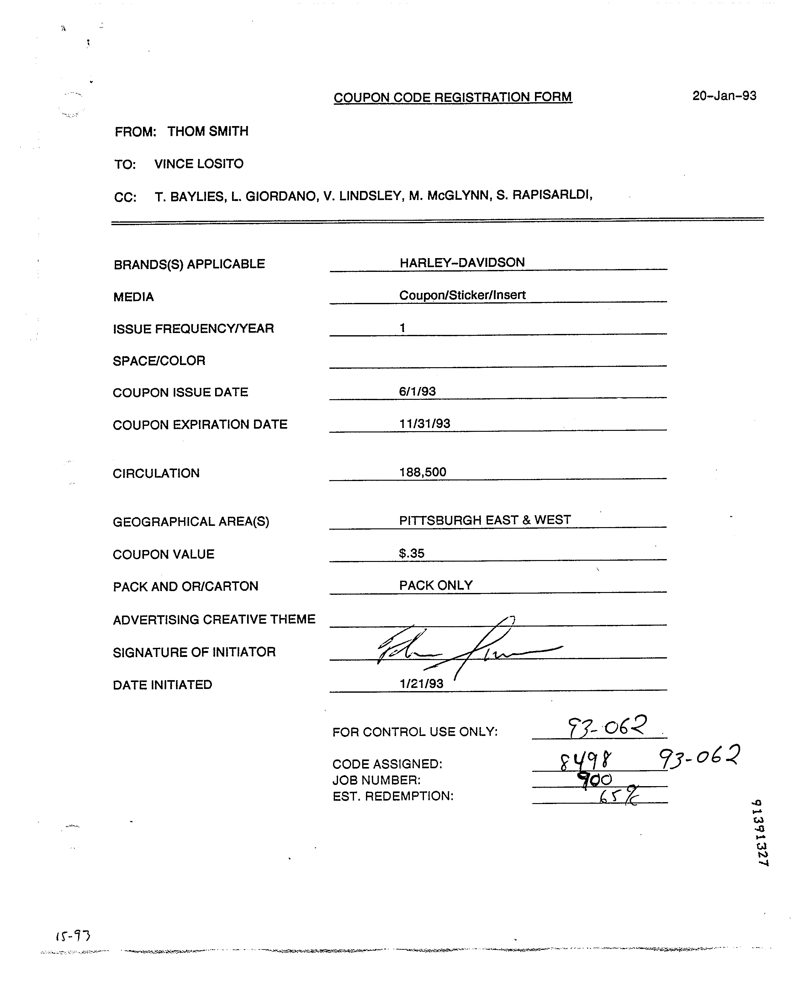 COUPON CODE REGISTRATION FORM 20-Jan-93
FROM: THOM SMITH
TO: VINCE LOSITO
CC: T. BAYLIES, L. GIORDANO, V. LINDSLEY, M. McGLYNN, S. RAPISARLDI,
BRANDS(S) APPLICABLE HARLEY-DAVIDSON
MEDIA Coupon/Sticker/Insert
ISSUE FREQUENCY/YEAR 1
SPACE/COLOR
COUPON ISSUE DATE 6/1/93
COUPON EXPIRATION DATE 11/31/93
CIRCULATION 188,500
GEOGRAPHICAL AREA(S) PITTSBURGH EAST & WEST
COUPON VALUE $.35
PACK AND OR/CARTON PACK ONLY
ADVERTISING CREATIVE THEME
SIGNATURE OF INITIATOR
DATE INITIATED 1/21/93
FOR CONTROL USE ONLY: 93-062
CODE ASSIGNED: 8498 93-062
JOB NUMBER: 900
EST. REDEMPTION: 65%
91391327
15-93